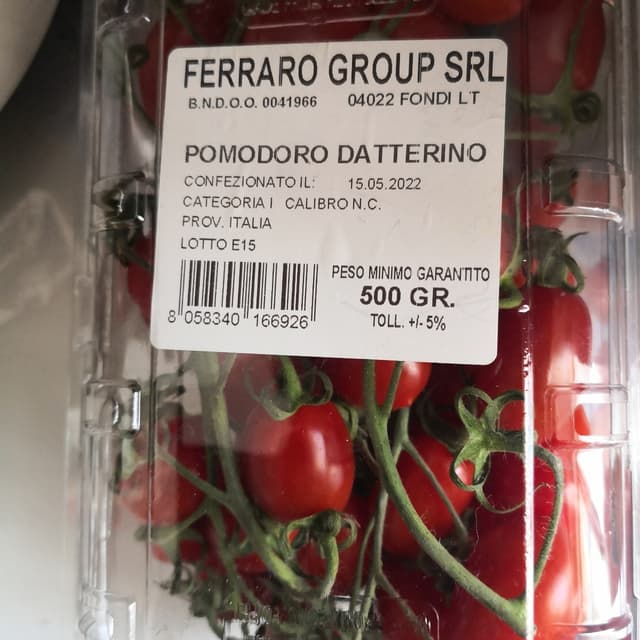 FERRARO GROUP SRL
B.N.D.O.O. 0041966 04022 FONDI LT
POMODORO DATTERINO
CONFEZIONATO IL: 15.05.2022
CATEGORIA I CALIBRO N.C.
PROV. ITALIA
LOTTO E15
PESO MINIMO GARANTITO
500 GR.
TOLL. +/- 5%
8 058340 166926